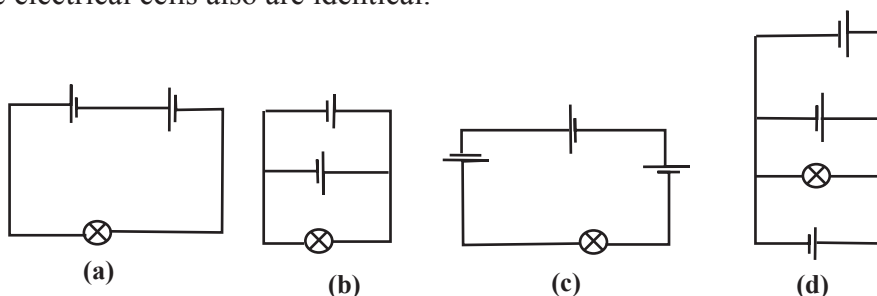 electrical cells also are identical.
(a)
(b)
(c)
(d)